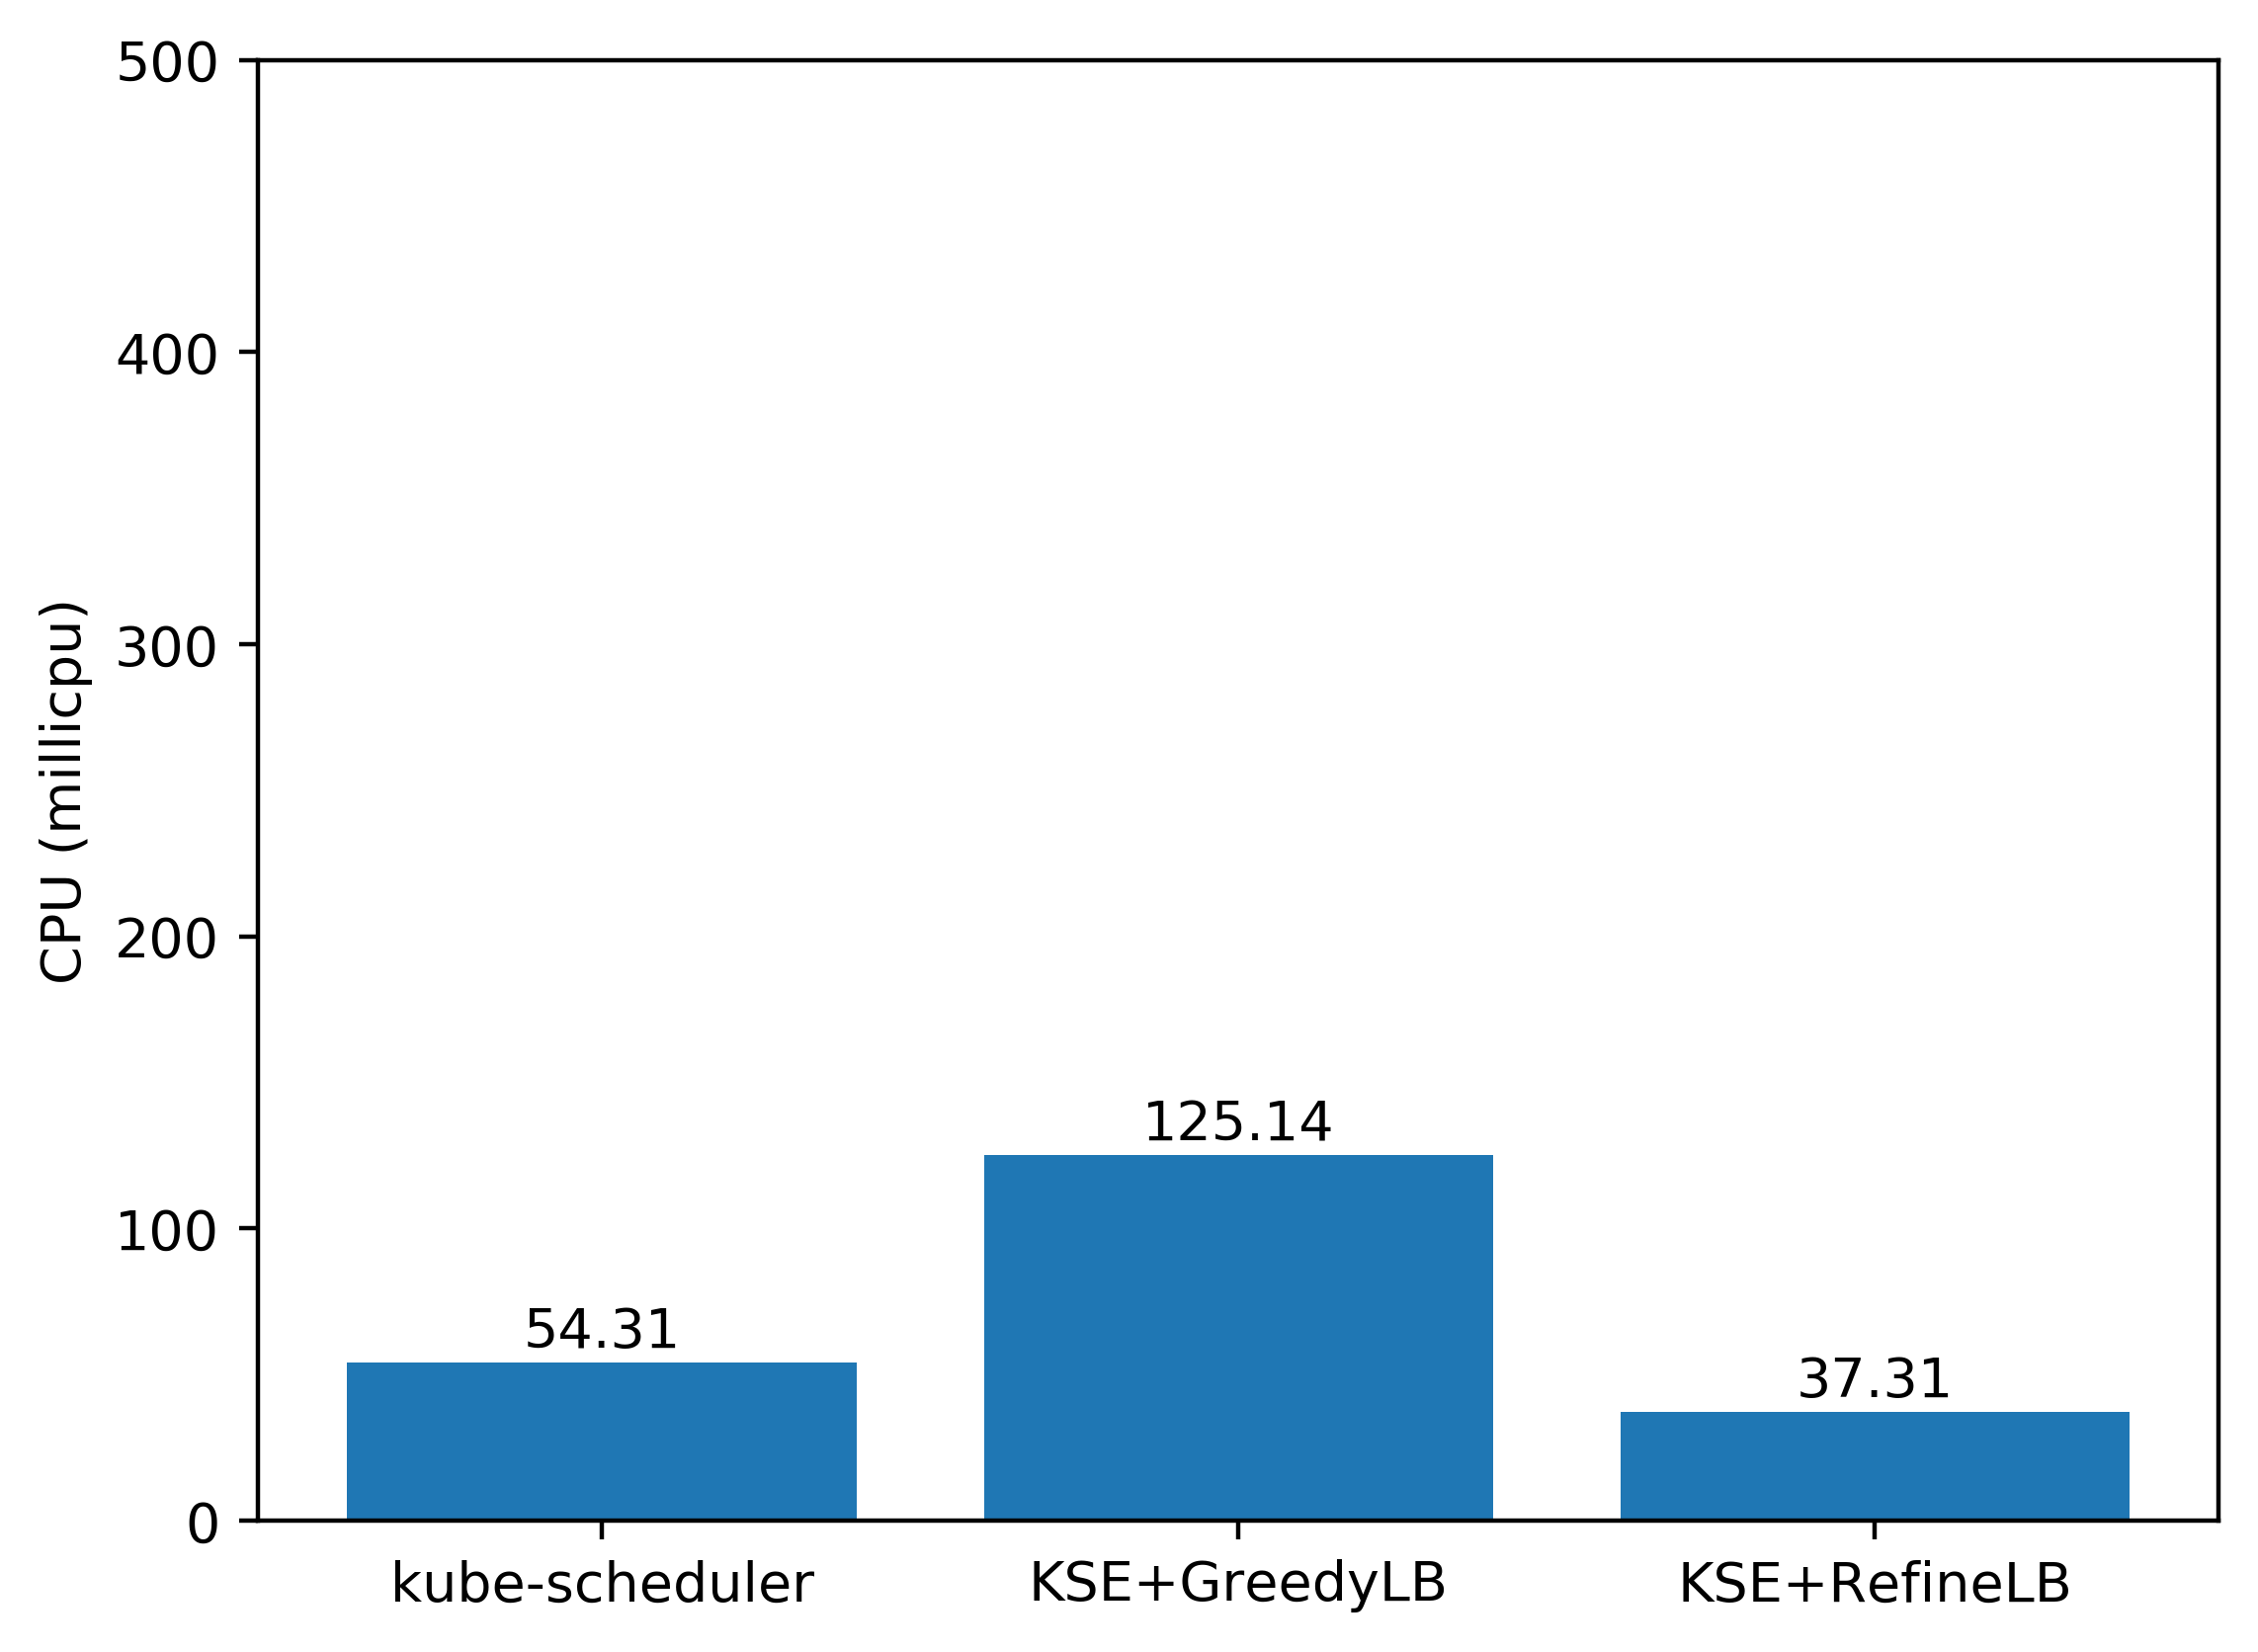 500
400
300
200
100
0
CPU (millicpu)
54.31
125.14
37.31
kube-scheduler
KSE+GreedyLB
KSE+RefineLB